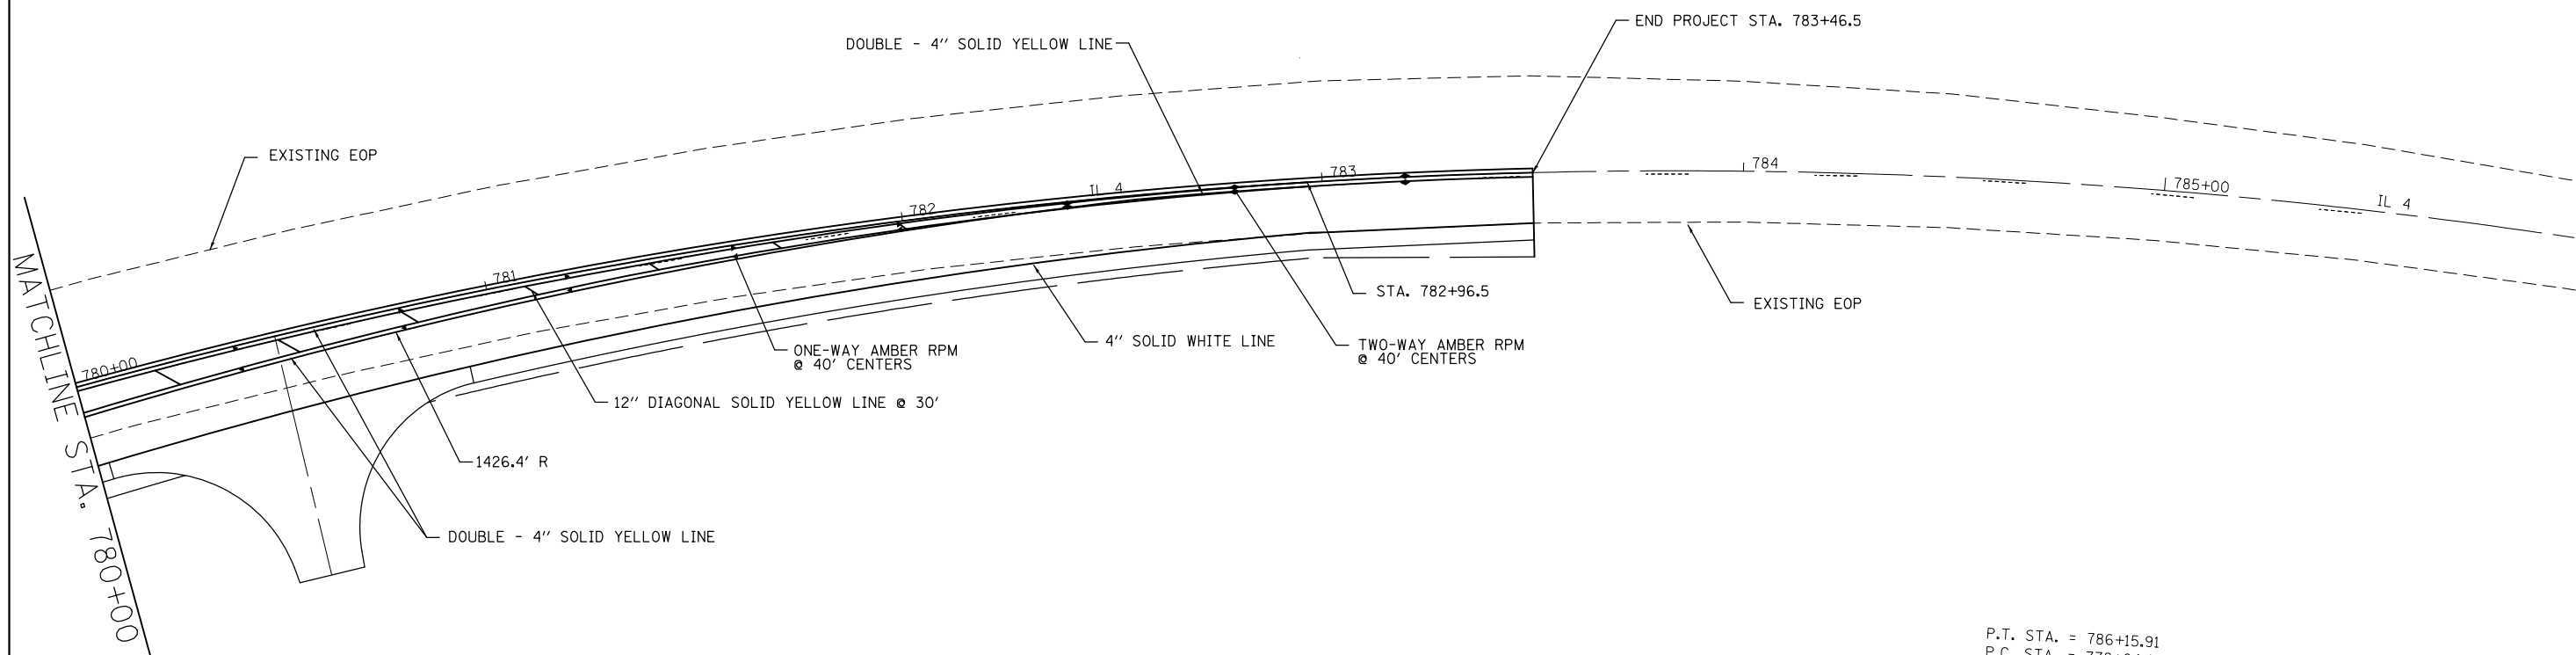 END PROJECT STA. 783+46.5
DOUBLE - 4" SOLID YELLOW LINE
EXISTING EOP
784
783
IL 4
785+00
IL 4
782
781
STA. 782+96.5
EXISTING EOP
4" SOLID WHITE LINE
TWO-WAY AMBER RPM
@ 40' CENTERS
ONE-WAY AMBER RPM
@ 40' CENTERS
780+00
12" DIAGONAL SOLID YELLOW LINE @ 30'
1426.4' R
DOUBLE - 4" SOLID YELLOW LINE
MATCHLINE STA. 780+00
P.T. STA. = 786+15.91
P.C. STA. =